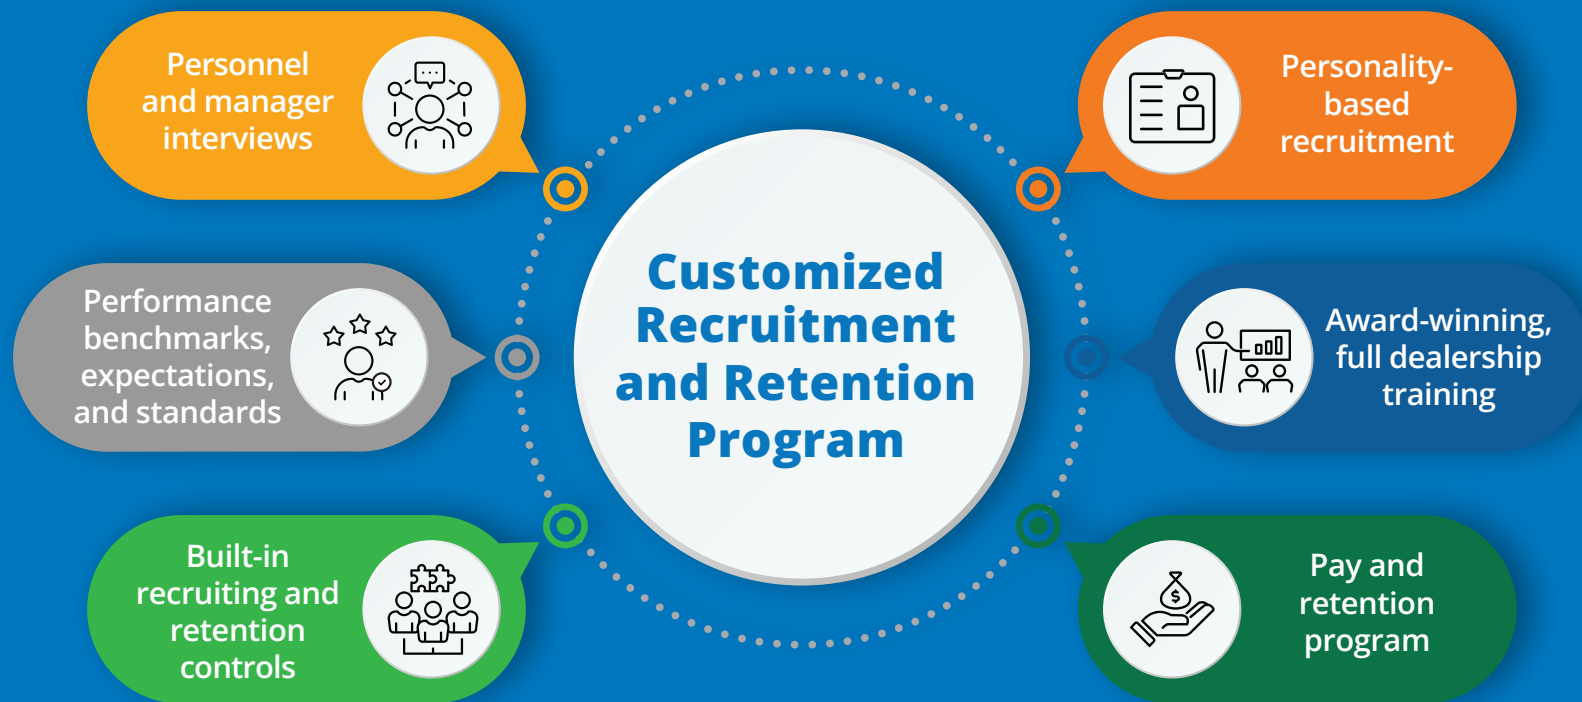 Personnel
and manager
interviews
Personality-
based
recruitment
Customized
Recruitment
and Retention
Program
Performance
benchmarks,
expectations,
and standards
Award-winning,
full dealership
training
Built-in
recruiting and
retention
controls
Pay and
retention
program
$